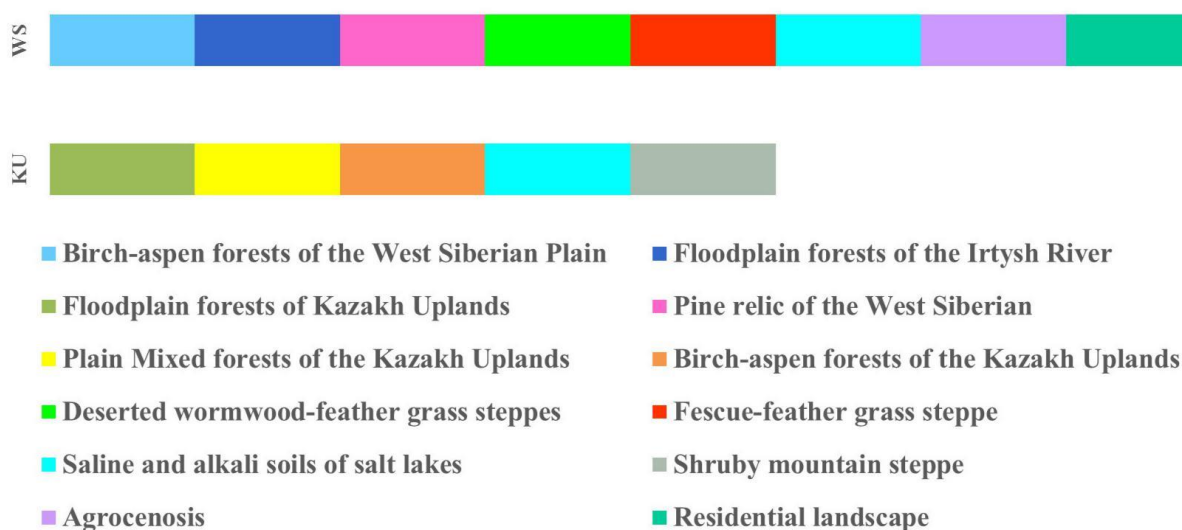 WS
KU
Birch-aspen forests of the West Siberian Plain
Floodplain forests of the Irtysh River
Floodplain forests of Kazakh Uplands
Pine relic of the West Siberian
Plain Mixed forests of the Kazakh Uplands
Birch-aspen forests of the Kazakh Uplands
Deserted wormwood-feather grass steppes
Fescue-feather grass steppe
Saline and alkali soils of salt lakes
Shruby mountain steppe
Agrocenosis
Residential landscape